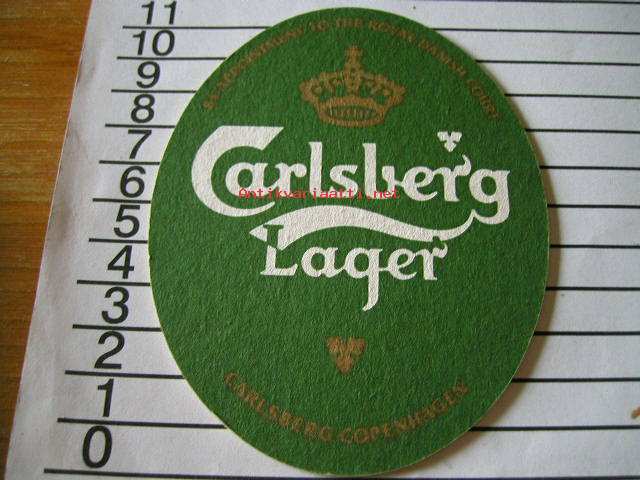 11
10
9
8
7
6
5
4
3
2
1
0
BY APPOINTMENT TO THE ROYAL DANISH COURT
Carlsberg
Antikvariaatti.net
Lager
CARLSBERG COPENHAGEN